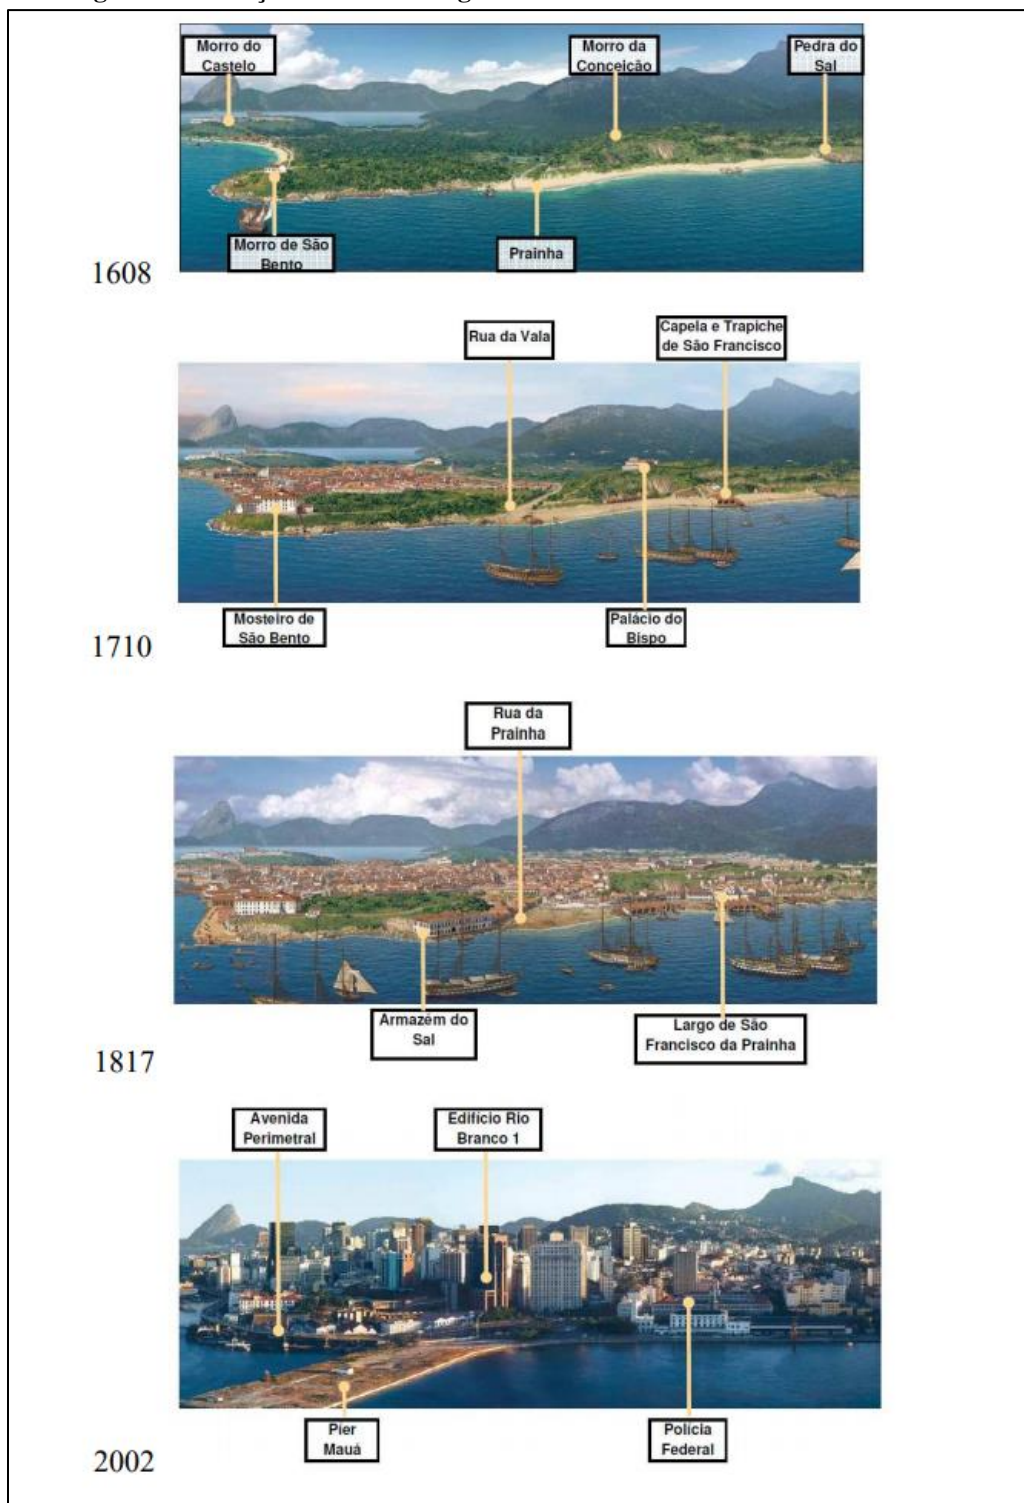 Morro do
Castelo
Morro da
Conceição
Pedra do
Sal
Morro de São
Bento
Prainha
1608
Rua da Vala
Capela e Trapiche
de São Francisco
Mosteiro de
São Bento
Palácio do
Bispo
1710
Rua da
Prainha
Armazém do
Sal
Largo de São
Francisco da Prainha
1817
Avenida
Perimetral
Edifício Rio
Branco 1
Pier
Mauá
Polícia
Federal
2002